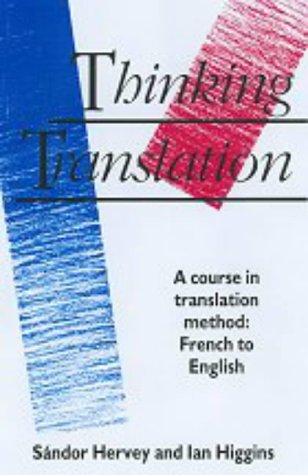 Thinking
Translation
A course in
translation
method:
French to
English
Sándor Hervey and Ian Higgins